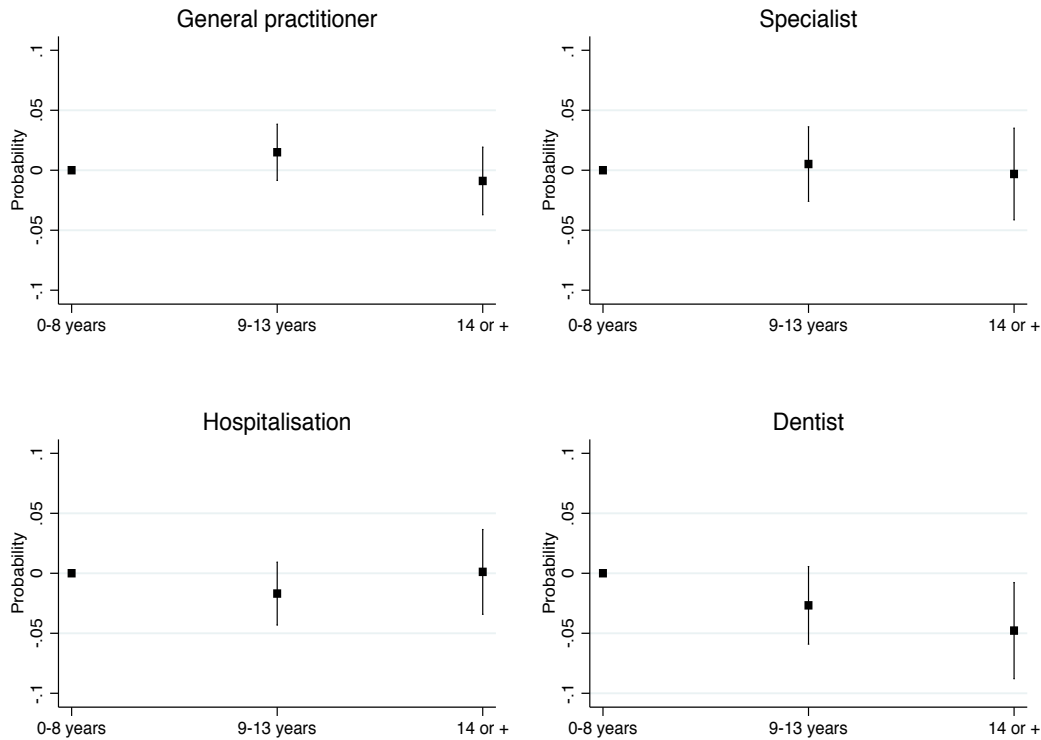 General practitioner
Probability
.1
.05
0
-.05
-.1
0-8 years
9-13 years
14 or +
Specialist
Probability
.1
.05
0
-.05
-.1
0-8 years
9-13 years
14 or +
Hospitalisation
Probability
.1
.05
0
-.05
-.1
0-8 years
9-13 years
14 or +
Dentist
Probability
.1
.05
0
-.05
-.1
0-8 years
9-13 years
14 or +